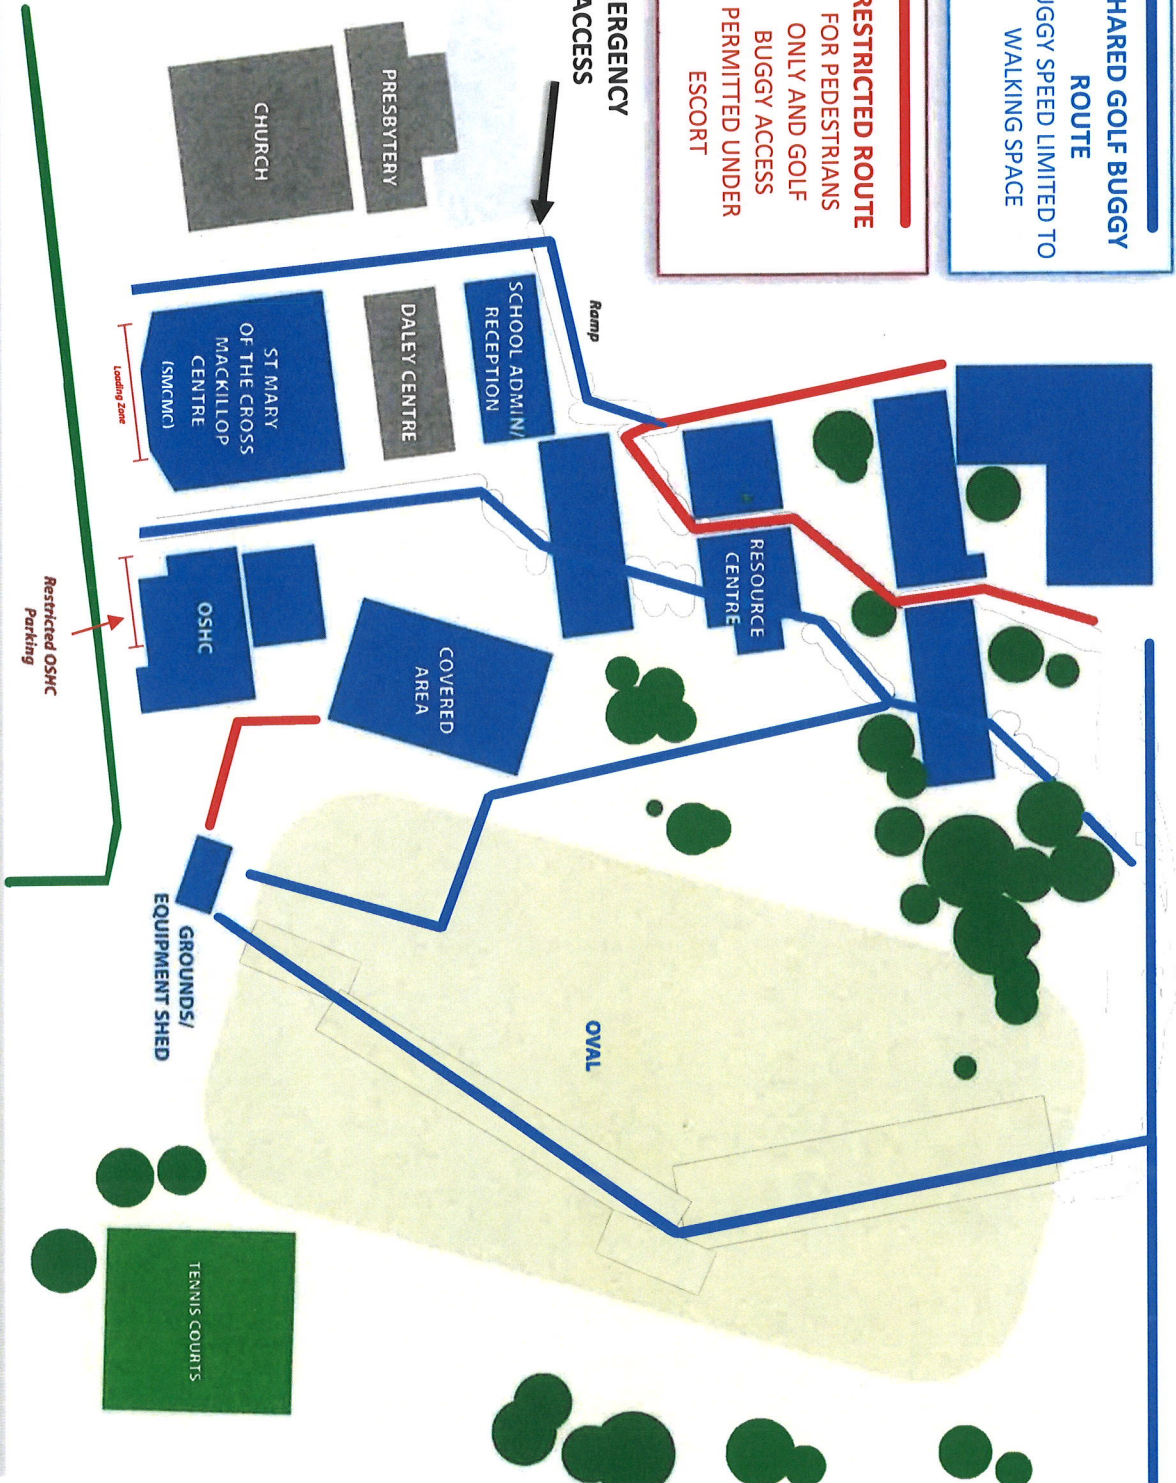 HARED GOLF BUGGY
ROUTE
UGGY SPEED LIMITED TO
WALKING SPACE
RESTRICTED ROUTE
FOR PEDESTRIANS
ONLY AND GOLF
BUGGY ACCESS
PERMITTED UNDER
ESCORT
ERGENCY
ACCESS
Ramp
RESOURCE
CENTRE
SCHOOL ADMIN/
RECEPTION
PRESBYTERY
DALEY CENTRE
CHURCH
ST MARY
OF THE CROSS
MACKILLOP
CENTRE
(SMCMC)
Loading Zone
COVERED
AREA
OSHC
Restricted OSHC
Parking
OVAL
GROUNDS/
EQUIPMENT SHED
TENNIS COURTS